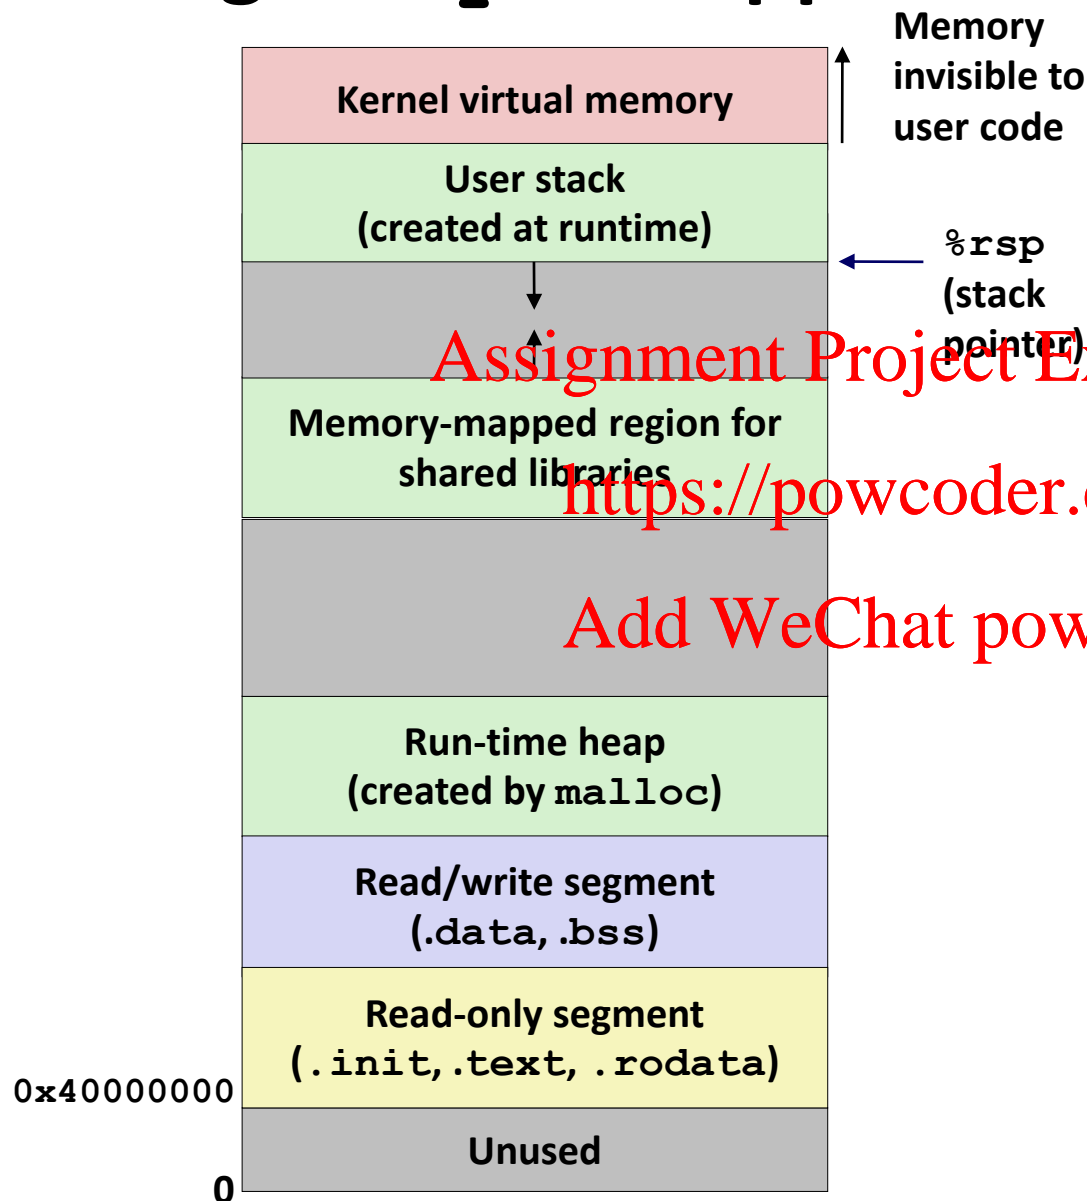 Memory
invisible to
user code
Kernel virtual memory
User stack
(created at runtime)
%rsp
(stack
pointer)
Assignment Project
Memory-mapped region for
shared libraries
https://powcoder.
Add WeChat pow
Run-time heap
(created by malloc)
Read/write segment
(.data, .bss)
Read-only segment
(.init, .text, .rodata)
0x40000000
Unused
0